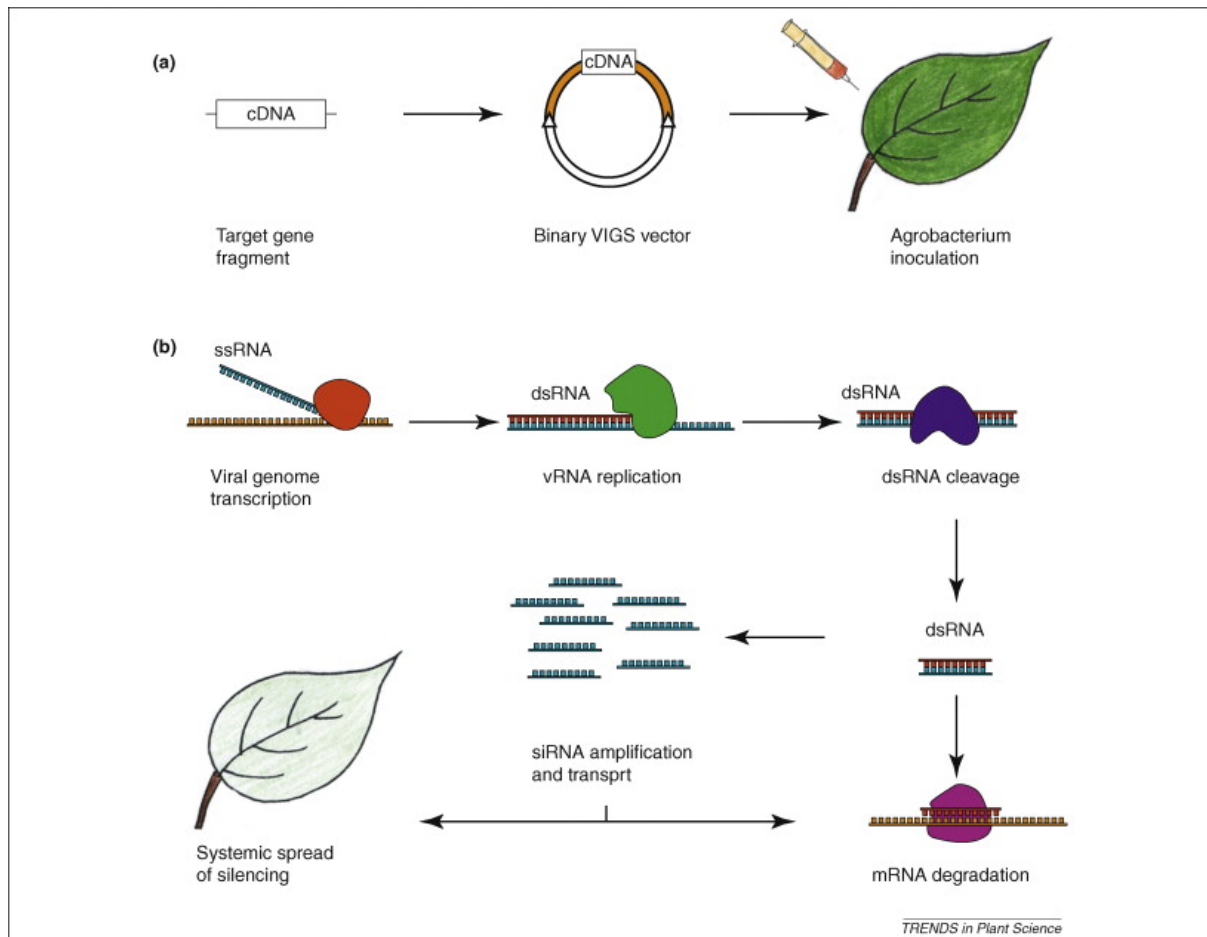 (a)
cDNA
cDNA
Target gene
fragment
Binary VIGS vector
Agrobacterium
inoculation
(b)
ssRNA
dsRNA
dsRNA
Viral genome
transcription
vRNA replication
dsRNA cleavage
dsRNA
siRNA amplification
and transprt
Systemic spread
of silencing
mRNA degradation
TRENDS in Plant Science